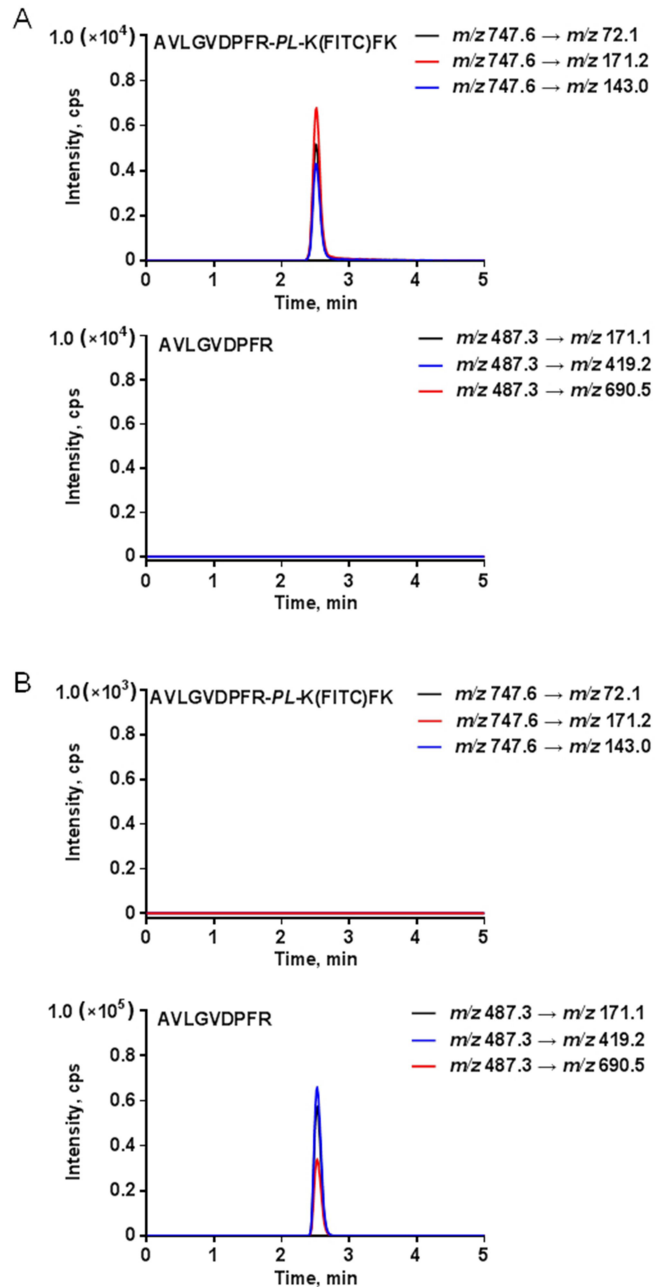 A
1.0 (×10⁴)
AVLGVDPFR-PL-K(FITC)FK
m/z 747.6 → m/z 72.1
m/z 747.6 → m/z 171.2
m/z 747.6 → m/z 143.0
0.8
0.6
0.4
0.2
0
Intensity, cps
0 1 2 3 4 5
Time, min
1.0 (×10⁴)
AVLGVDPFR
m/z 487.3 → m/z 171.1
m/z 487.3 → m/z 419.2
m/z 487.3 → m/z 690.5
0.8
0.6
0.4
0.2
0
Intensity, cps
0 1 2 3 4 5
Time, min
B
1.0 (×10³)
AVLGVDPFR-PL-K(FITC)FK
m/z 747.6 → m/z 72.1
m/z 747.6 → m/z 171.2
m/z 747.6 → m/z 143.0
0.8
0.6
0.4
0.2
0
Intensity, cps
0 1 2 3 4 5
Time, min
1.0 (×10⁵)
AVLGVDPFR
m/z 487.3 → m/z 171.1
m/z 487.3 → m/z 419.2
m/z 487.3 → m/z 690.5
0.8
0.6
0.4
0.2
0
Intensity, cps
0 1 2 3 4 5
Time, min